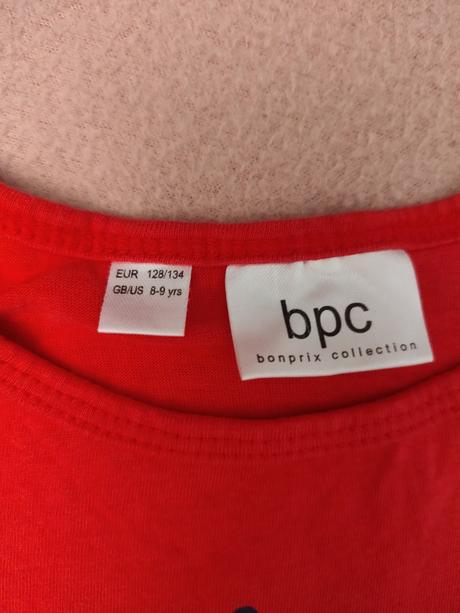 EUR 128/134
GB/US 8-9 yrs
bpc
bonprix collection